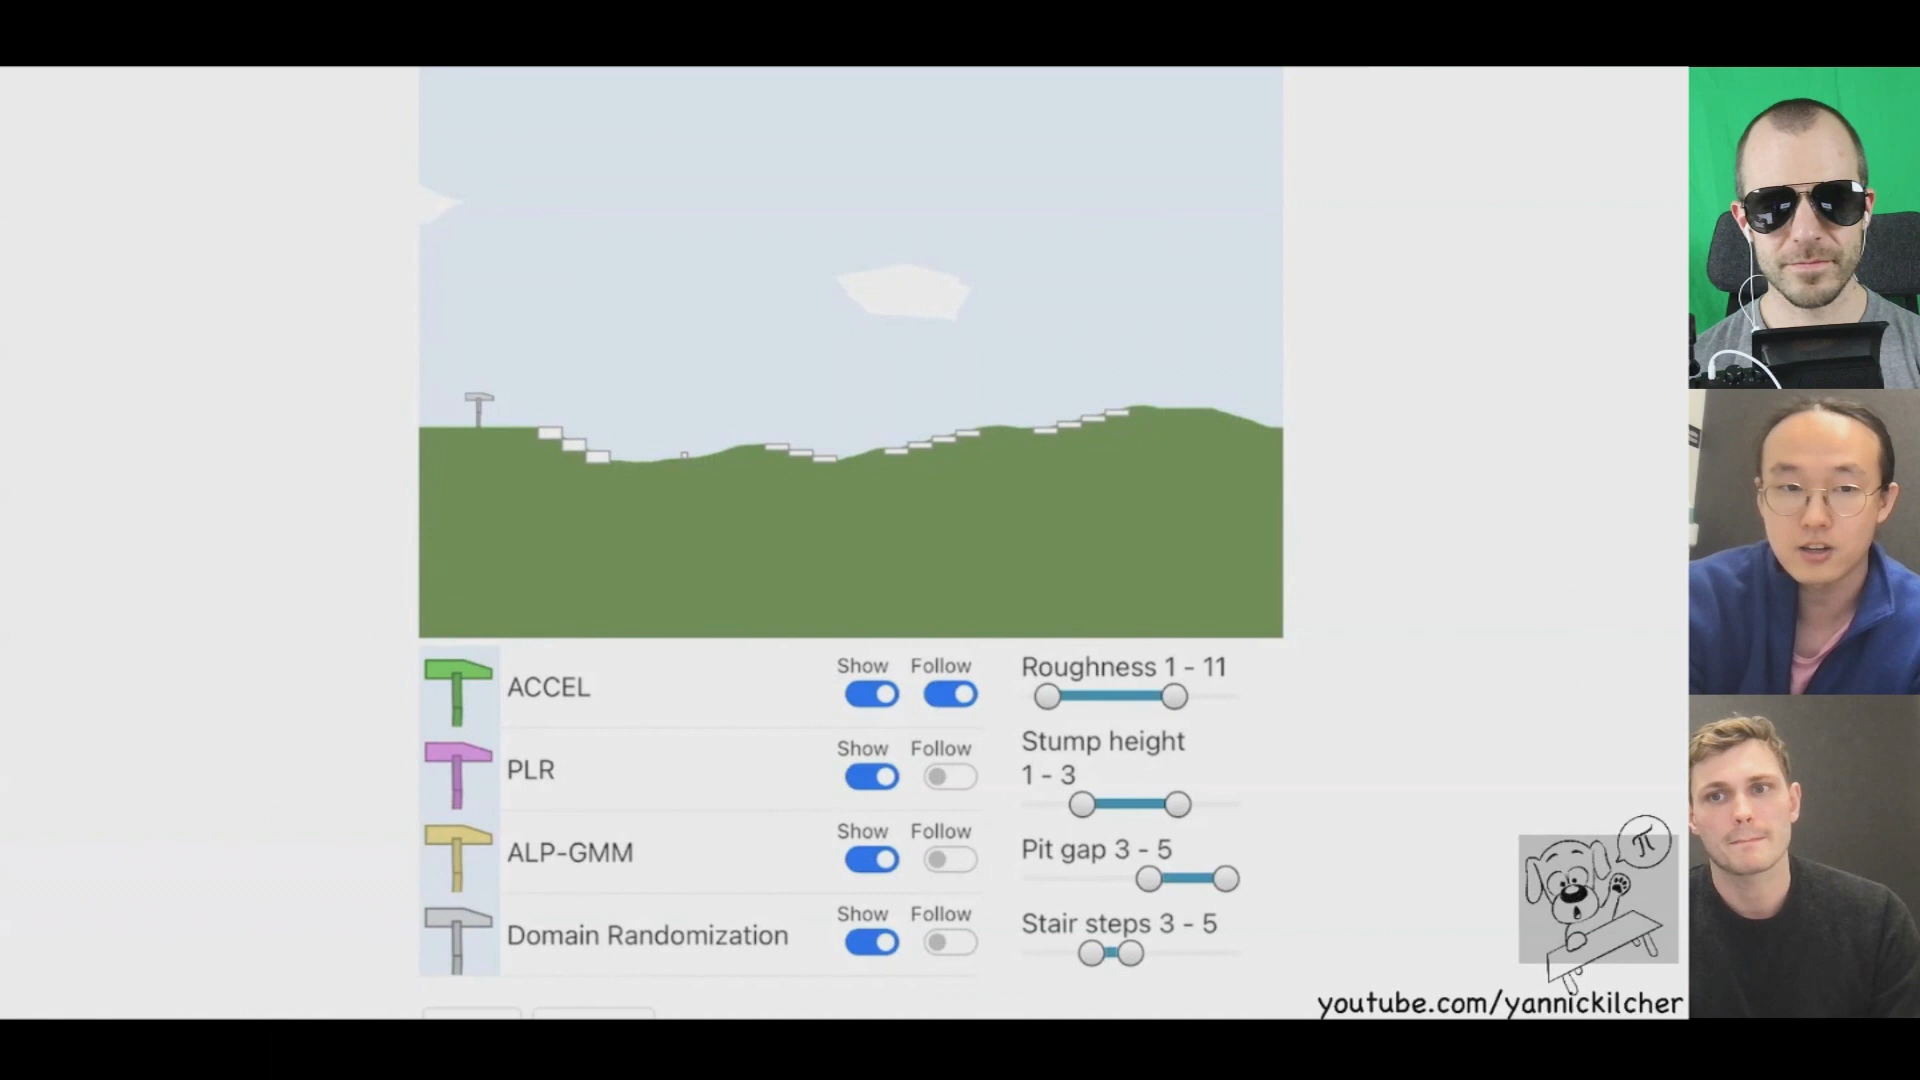 ACCEL
Show Follow
PLR
Show Follow
ALP-GMM
Show Follow
Domain Randomization
Show Follow
Roughness 1 - 11
Stump height
1 - 3
Pit gap 3 - 5
Stair steps 3 - 5
π
youtube.com/yannickilcher